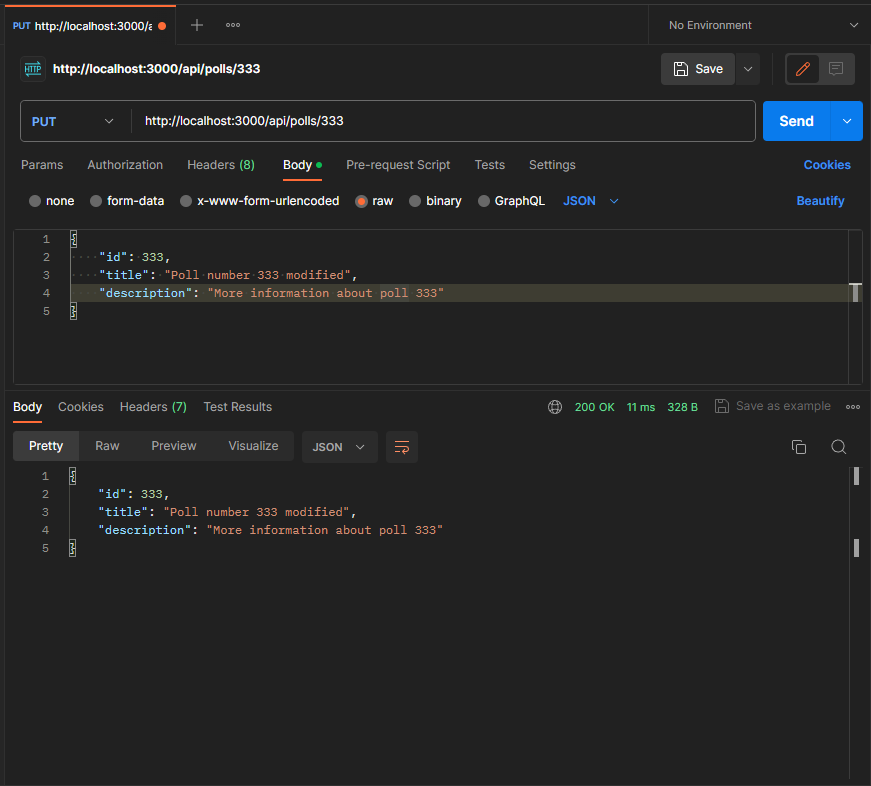 PUT http://localhost:3000/a
No Environment
HTTP http://localhost:3000/api/polls/333
Save
PUT http://localhost:3000/api/polls/333 Send
Params Authorization Headers (8) Body Pre-request Script Tests Settings Cookies
none form-data x-www-form-urlencoded raw binary GraphQL JSON Beautify
1 {
2 "id": 333,
3 "title": "Poll number 333 modified",
4 "description": "More information about poll 333"
5 }
Body Cookies Headers (7) Test Results 200 OK 11 ms 328 B Save as example
Pretty Raw Preview Visualize JSON
1 {
2 "id": 333,
3 "title": "Poll number 333 modified",
4 "description": "More information about poll 333"
5 }